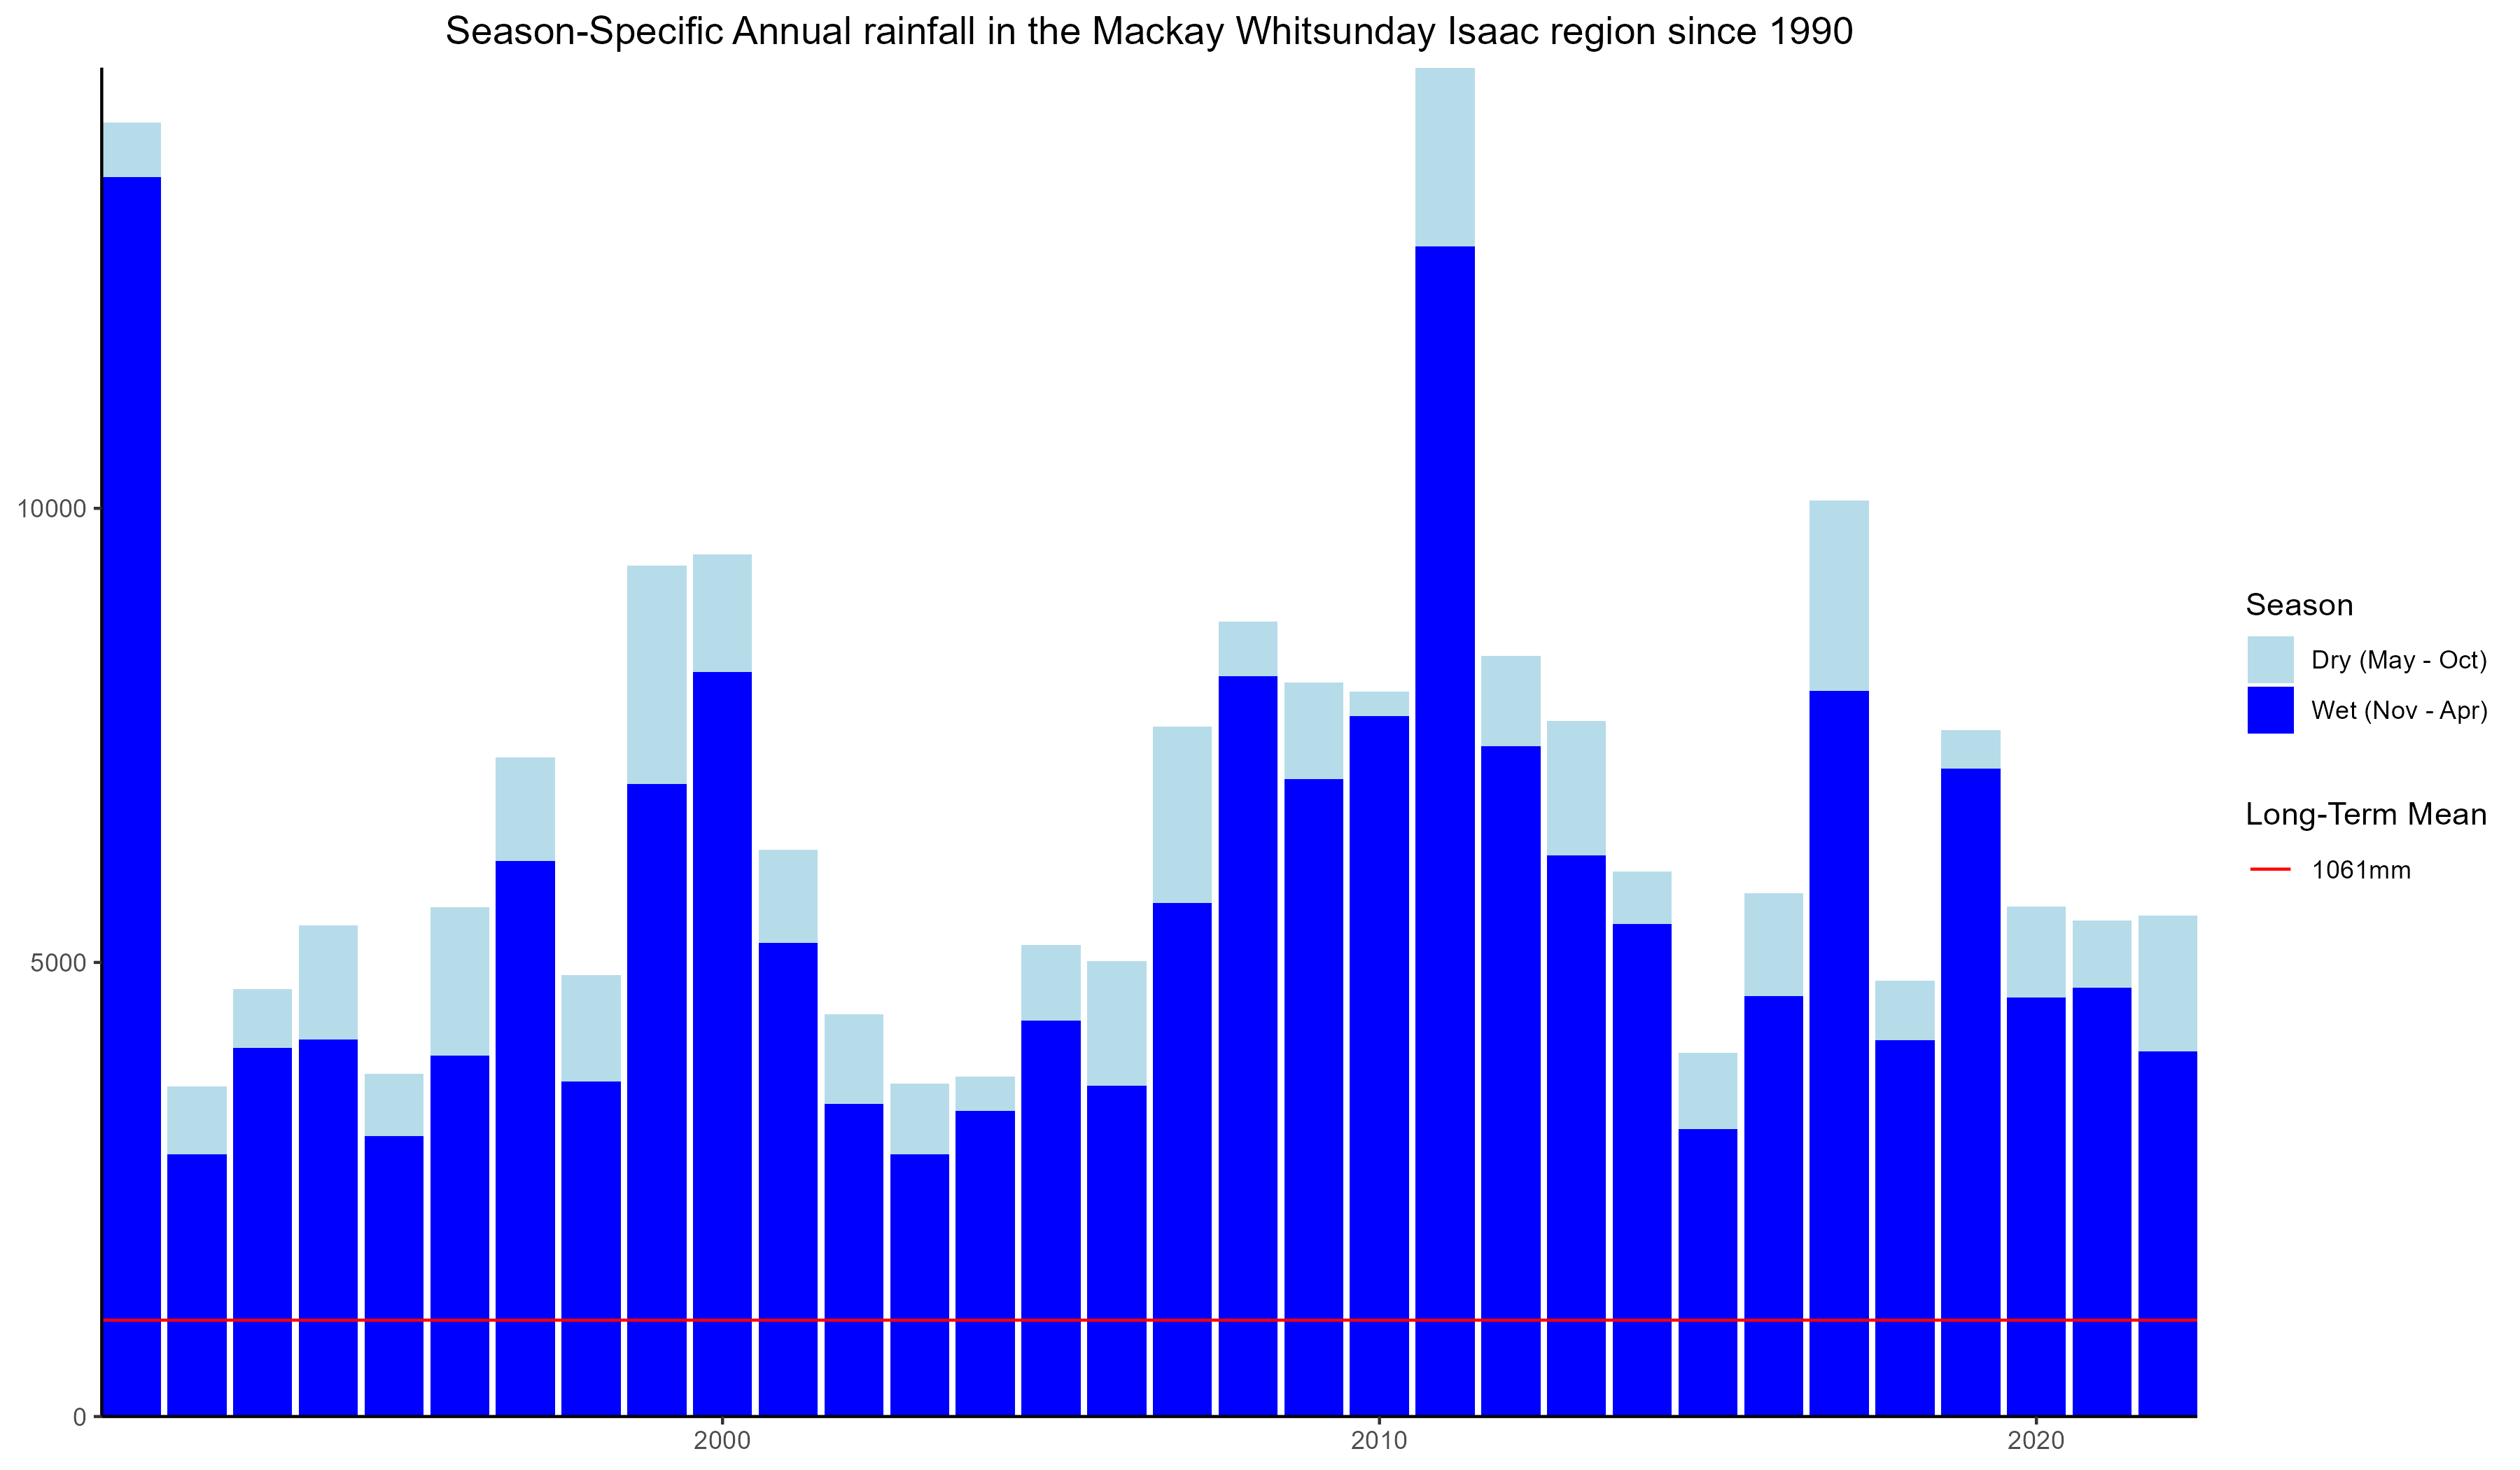 Season-Specific Annual rainfall in the Mackay Whitsunday Isaac region since 1990
10000
5000
0
2000
2010
2020
Season
Dry (May - Oct)
Wet (Nov - Apr)
Long-Term Mean
1061mm